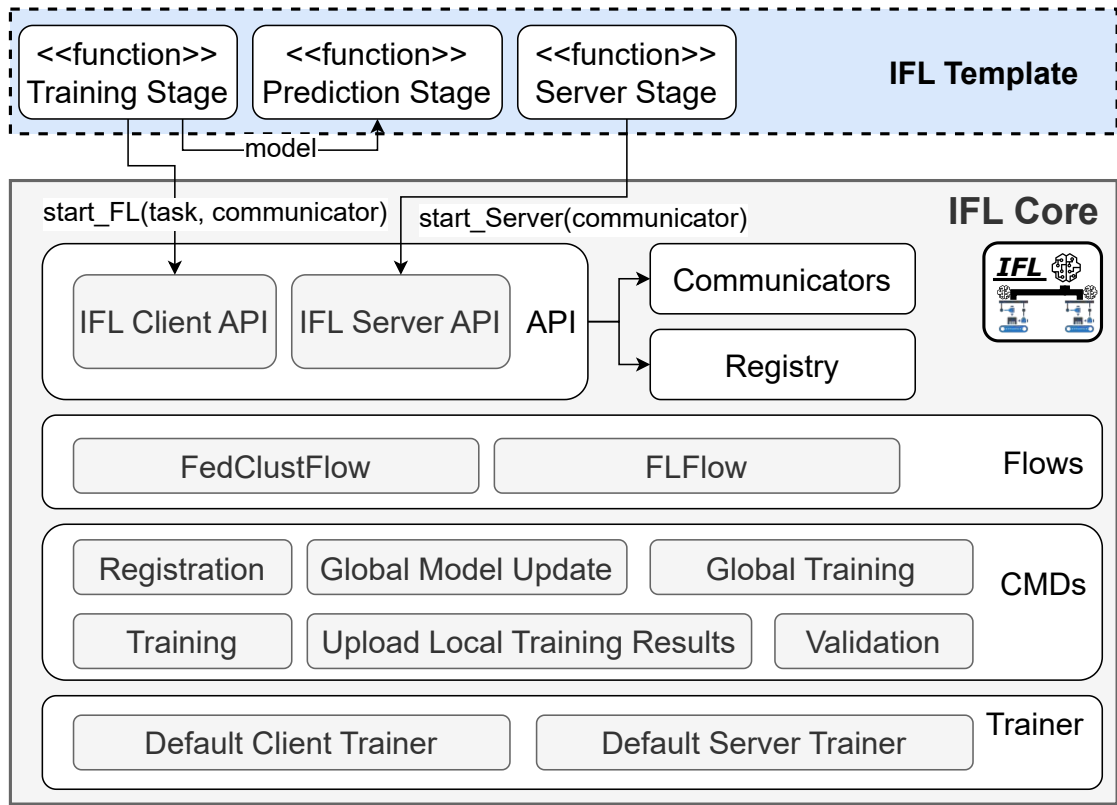 <<function>>
Training Stage
<<function>>
Prediction Stage
<<function>>
Server Stage
IFL Template
model
start_FL(task, communicator)
start_Server(communicator)
IFL Core
IFL
IFL Client API
IFL Server API
API
Communicators
Registry
FedClustFlow
FLFlow
Flows
Registration
Global Model Update
Global Training
CMDs
Training
Upload Local Training Results
Validation
Default Client Trainer
Default Server Trainer
Trainer